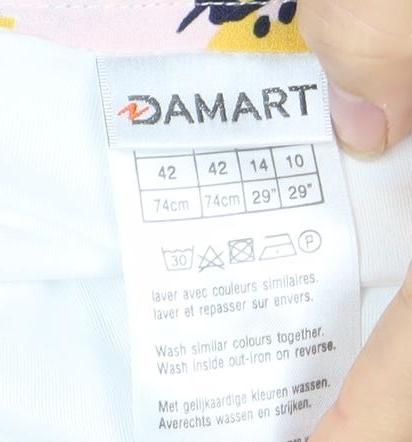 DAMART
42 42 14 10
74cm 74cm 29" 29"
30 P
laver avec couleurs similaires.
laver et repasser sur envers.
Wash similar colours together.
Wash inside out-iron on reverse.
Met gelijkaardige kleuren wassen.
Averechts wassen en strijken.